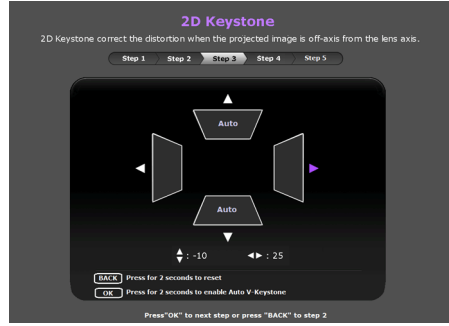 2D Keystone
2D Keystone correct the distortion when the projected image is off-axis from the lens axis.
Step 1 Step 2 Step 3 Step 4 Step 5
Auto
Auto
: -10 : 25
BACK Press for 2 seconds to reset
OK Press for 2 seconds to enable Auto V-Keystone
Press"OK" to next step or press "BACK" to step 2